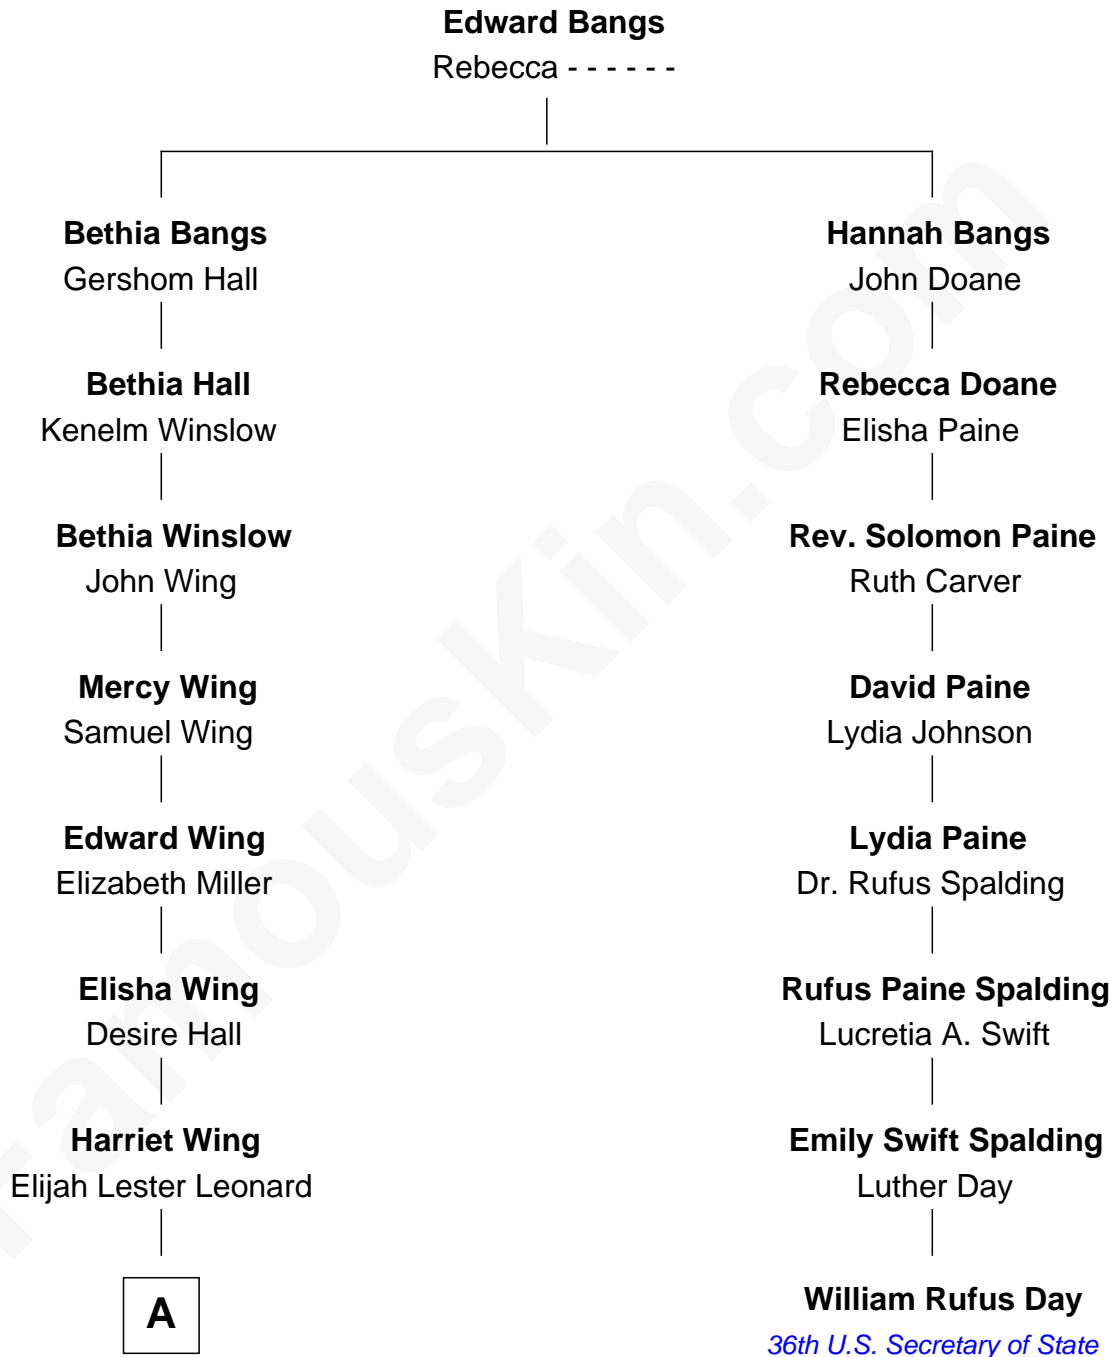 Edward Bangs
Rebecca - - - - - -
Bethia Bangs
Gershom Hall
Hannah Bangs
John Doane
Bethia Hall
Kenelm Winslow
Rebecca Doane
Elisha Paine
Bethia Winslow
John Wing
Rev. Solomon Paine
Ruth Carver
Mercy Wing
Samuel Wing
David Paine
Lydia Johnson
Edward Wing
Elizabeth Miller
Lydia Paine
Dr. Rufus Spalding
Elisha Wing
Desire Hall
Rufus Paine Spalding
Lucretia A. Swift
Harriet Wing
Elijah Lester Leonard
Emily Swift Spalding
Luther Day
A
William Rufus Day
36th U.S. Secretary of State
FamousKin.com